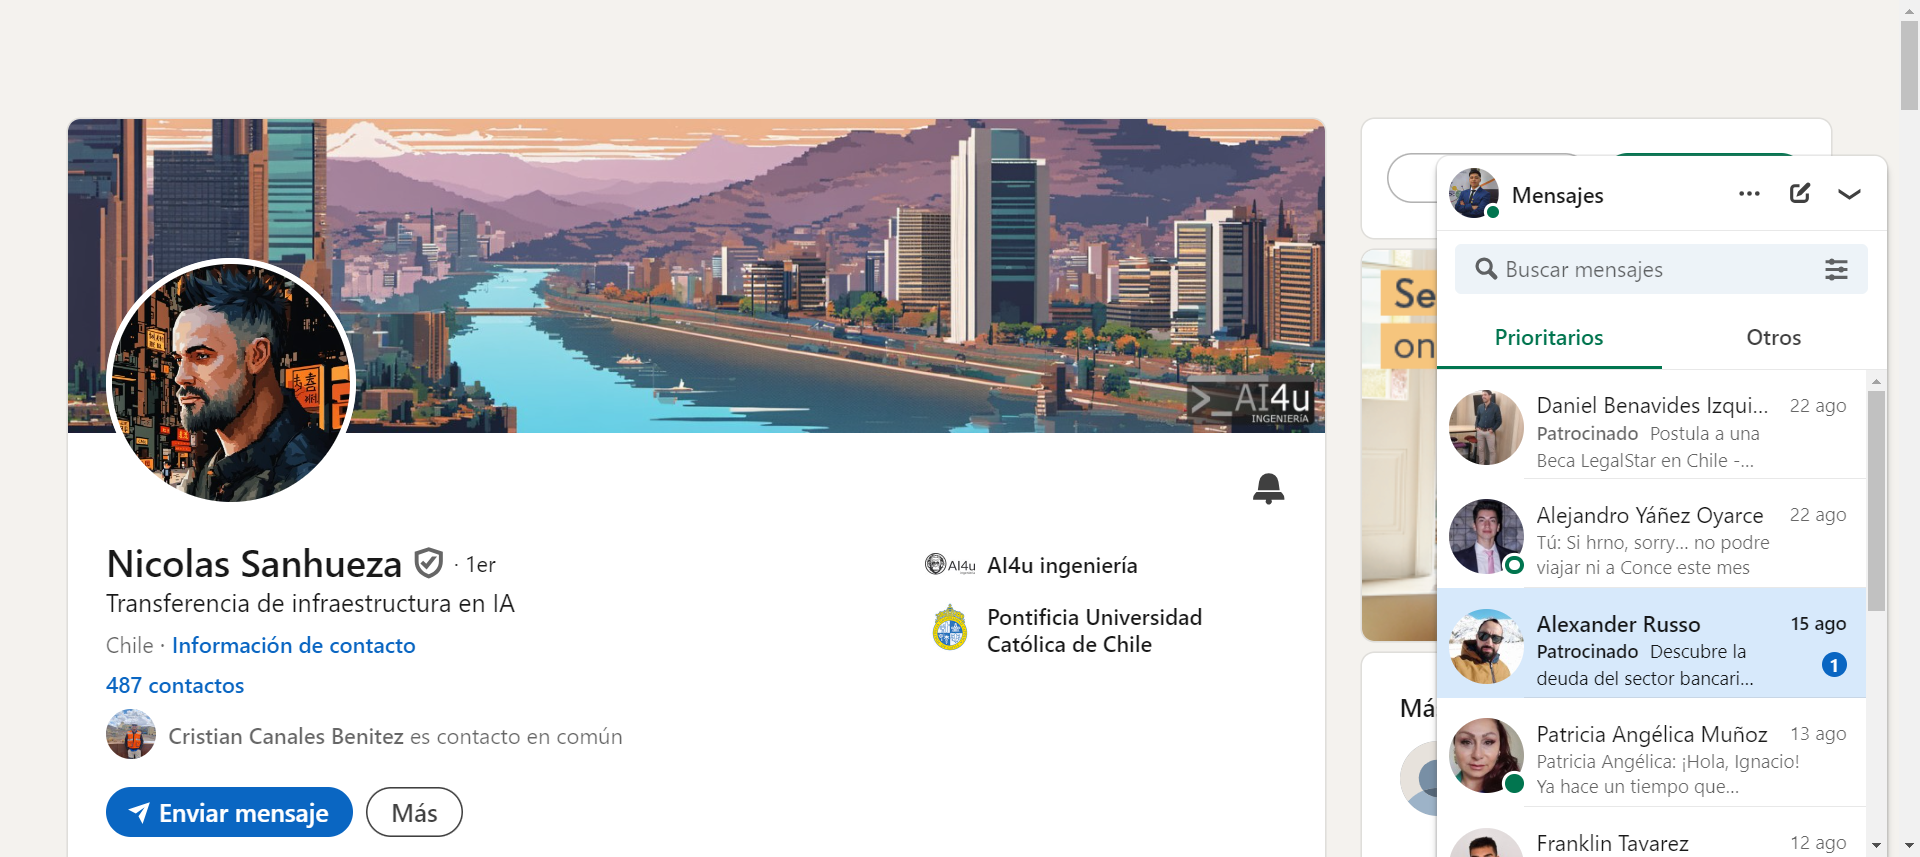 >_AI4u
INGENIERÍA
Nicolas Sanhueza · 1er
Transferencia de infraestructura en IA
Chile · Información de contacto
487 contactos
Cristian Canales Benitez es contacto en común
Enviar mensaje
Más
AI4u
AI4u ingeniería
Pontificia Universidad
Católica de Chile
Se
on
Má
Mensajes
Buscar mensajes
Prioritarios
Otros
Daniel Benavides Izqui... 22 ago
Patrocinado Postula a una
Beca LegalStar en Chile -...
Alejandro Yáñez Oyarce 22 ago
Tú: Si hrno, sorry... no podre
viajar ni a Conce este mes
Alexander Russo 15 ago
Patrocinado Descubre la
deuda del sector bancari... 1
Patricia Angélica Muñoz 13 ago
Patricia Angélica: ¡Hola, Ignacio!
Ya hace un tiempo que...
Franklin Tavarez 12 ago